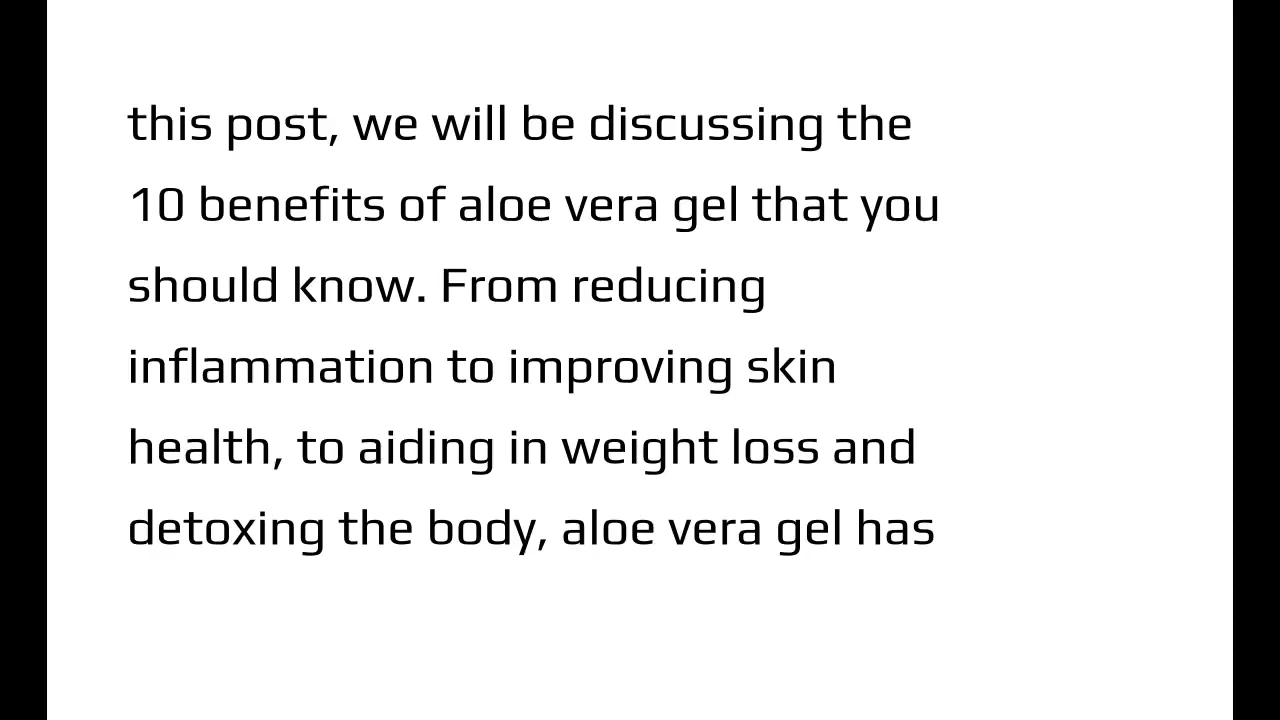 this post, we will be discussing the
10 benefits of aloe vera gel that you
should know. From reducing
inflammation to improving skin
health, to aiding in weight loss and
detoxing the body, aloe vera gel has